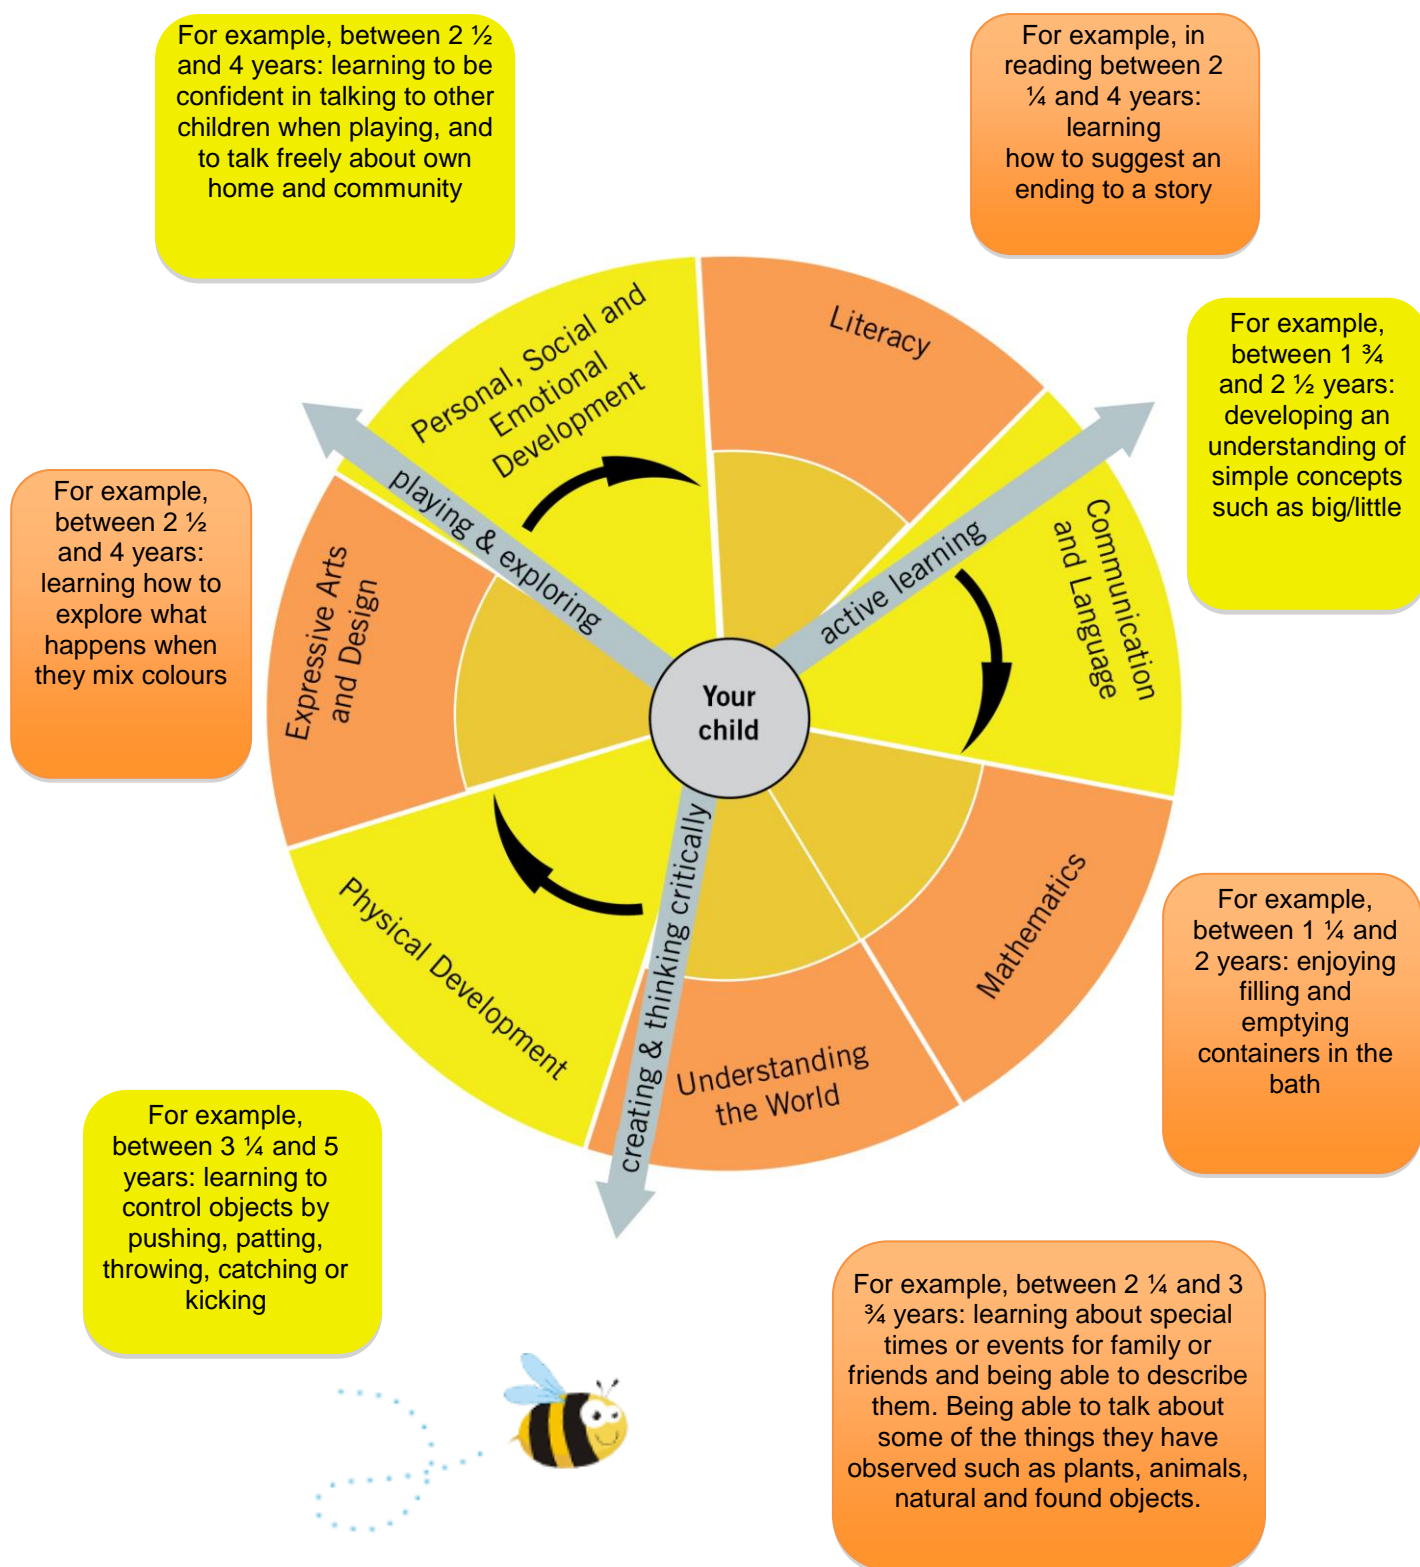 For example, between 2 ½
and 4 years: learning to be
confident in talking to other
children when playing, and
to talk freely about own
home and community
For example, in
reading between 2
¼ and 4 years:
learning
how to suggest an
ending to a story
For example,
between 1 ¾
and 2 ½ years:
developing an
understanding of
simple concepts
such as big/little
For example,
between 2 ½
and 4 years:
learning how to
explore what
happens when
they mix colours
Personal, Social and
Emotional
Development
Literacy
Communication
and Language
Mathematics
Understanding
the World
Physical Development
Expressive Arts
and Design
playing & exploring
active learning
creating & thinking critically
Your
child
For example,
between 1 ¼ and
2 years: enjoying
filling and
emptying
containers in the
bath
For example,
between 3 ¼ and 5
years: learning to
control objects by
pushing, patting,
throwing, catching or
kicking
For example, between 2 ¼ and 3
¾ years: learning about special
times or events for family or
friends and being able to describe
them. Being able to talk about
some of the things they have
observed such as plants, animals,
natural and found objects.